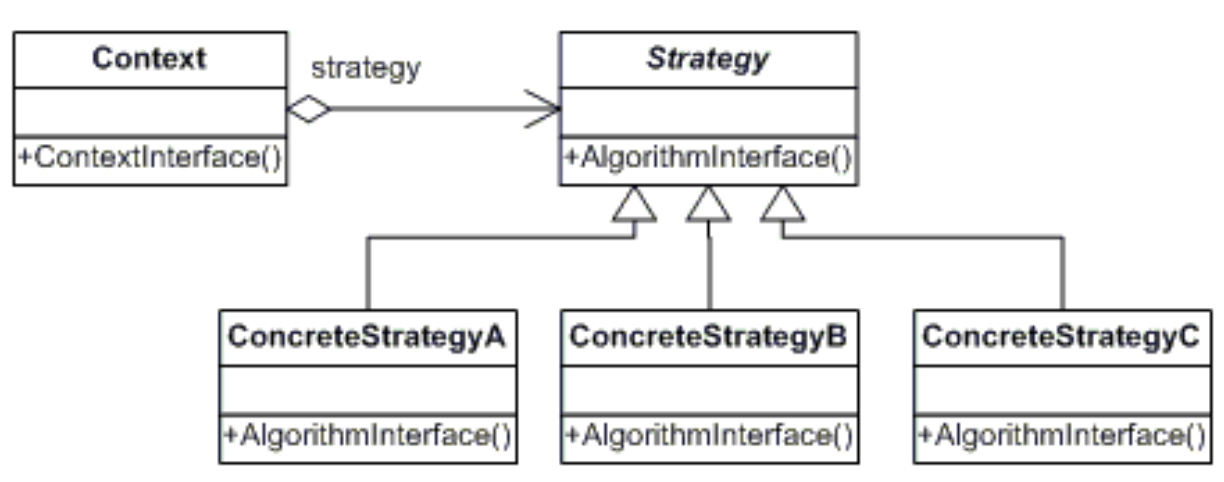 Context
strategy
Strategy
+ContextInterface()
+AlgorithmInterface()
ConcreteStrategyA
ConcreteStrategyB
ConcreteStrategyC
+AlgorithmInterface()
+AlgorithmInterface()
+AlgorithmInterface()